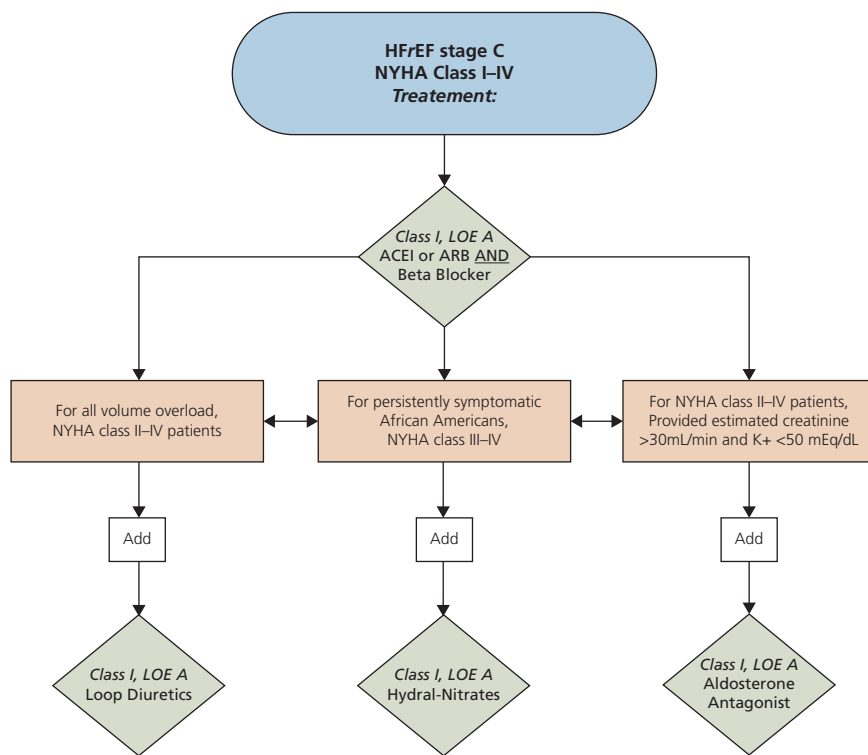 HFrEF stage C
NYHA Class I–IV
Treatement:
Class I, LOE A
ACEI or ARB AND
Beta Blocker
For all volume overload,
NYHA class II–IV patients
For persistently symptomatic
African Americans,
NYHA class III–IV
For NYHA class II–IV patients,
Provided estimated creatinine
>30mL/min and K+ <50 mEq/dL
Add
Add
Add
Class I, LOE A
Loop Diuretics
Class I, LOE A
Hydral-Nitrates
Class I, LOE A
Aldosterone
Antagonist